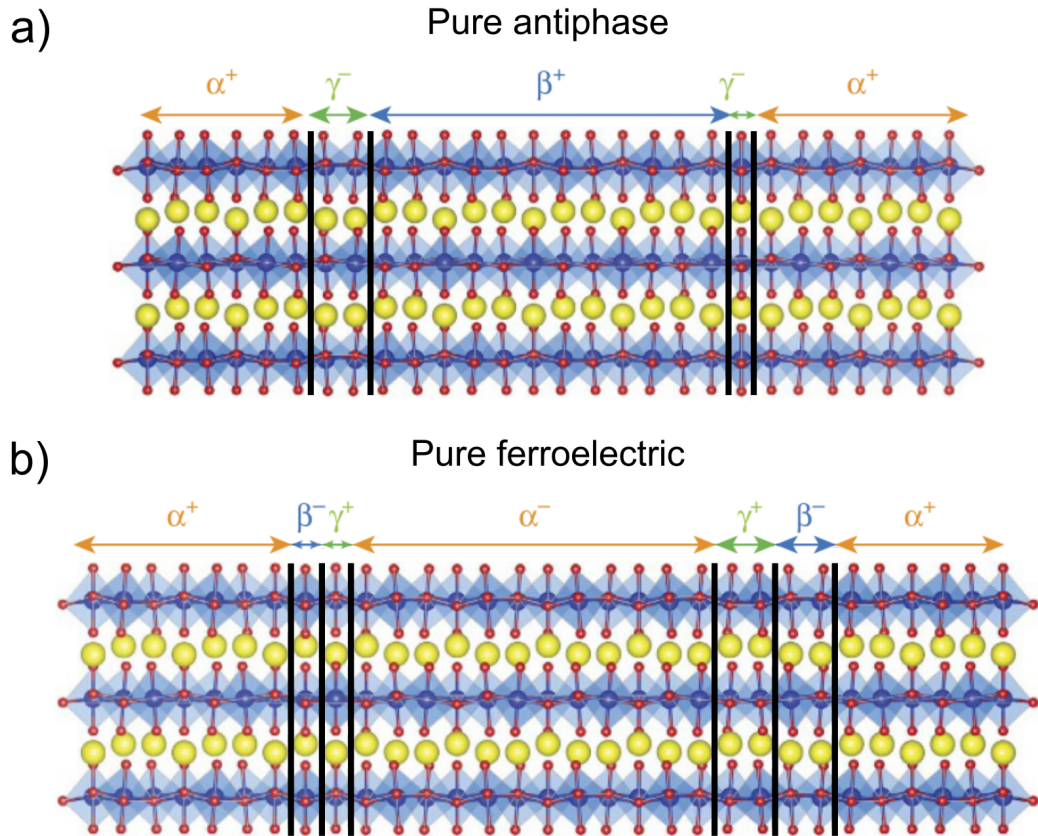 a)
Pure antiphase
α⁺ γ⁻ β⁺ γ⁻ α⁺
b)
Pure ferroelectric
α⁺ β⁻ γ⁺ α⁻ γ⁺ β⁻ α⁺